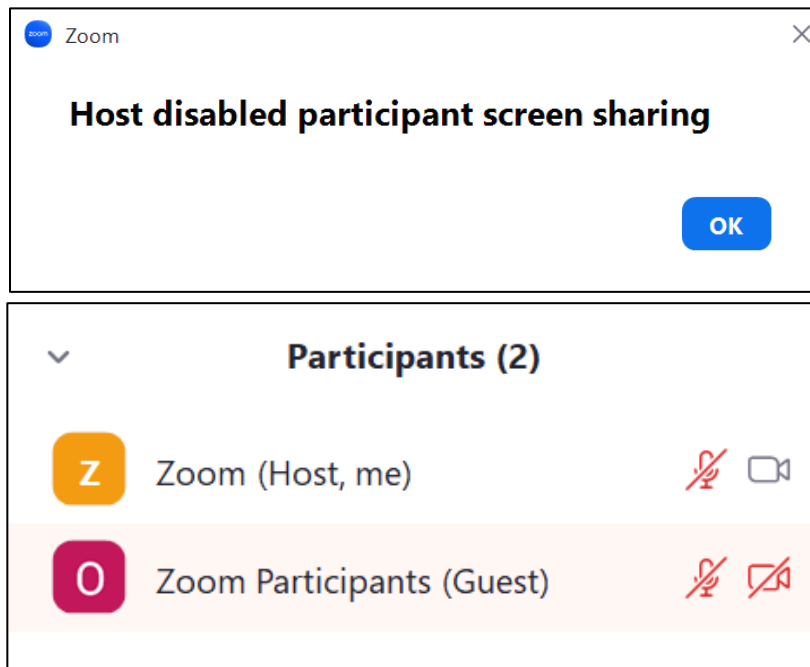 zoom Zoom
Host disabled participant screen sharing
OK
Participants (2)
Z Zoom (Host, me)
O Zoom Participants (Guest)